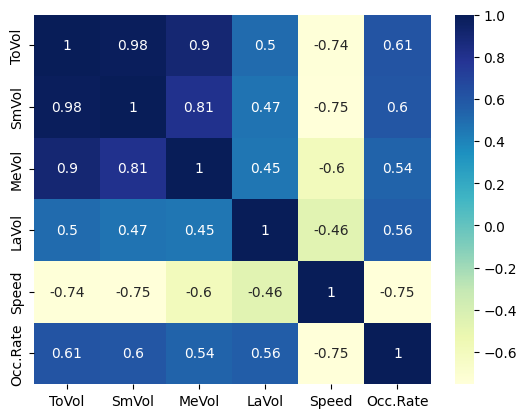 ToVol 1 0.98 0.9 0.5 -0.74 0.61
SmVol 0.98 1 0.81 0.47 -0.75 0.6
MeVol 0.9 0.81 1 0.45 -0.6 0.54
LaVol 0.5 0.47 0.45 1 -0.46 0.56
Speed -0.74 -0.75 -0.6 -0.46 1 -0.75
Occ.Rate 0.61 0.6 0.54 0.56 -0.75 1
ToVol SmVol MeVol LaVol Speed Occ.Rate
1.0
0.8
0.6
0.4
0.2
0.0
−0.2
−0.4
−0.6